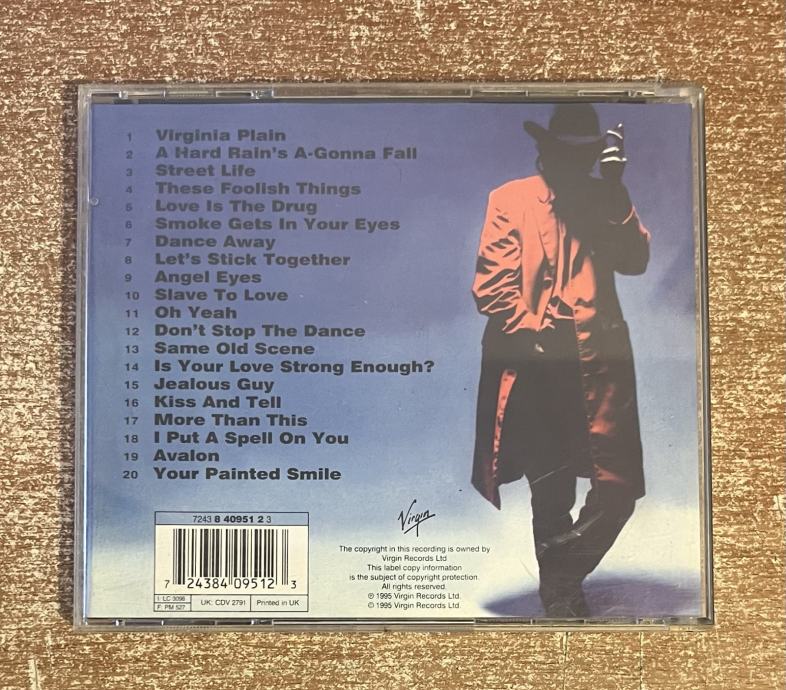 1 Virginia Plain
2 A Hard Rain's A-Gonna Fall
3 Street Life
4 These Foolish Things
5 Love Is The Drug
6 Smoke Gets In Your Eyes
7 Dance Away
8 Let's Stick Together
9 Angel Eyes
10 Slave To Love
11 Oh Yeah
12 Don't Stop The Dance
13 Same Old Scene
14 Is Your Love Strong Enough?
15 Jealous Guy
16 Kiss And Tell
17 More Than This
18 I Put A Spell On You
19 Avalon
20 Your Painted Smile
7243 8 40951 2 3
7 24384 09512 3
I: LC 3098
F: PM 527
UK: CDV 2791
Printed in UK
Virgin
The copyright in this recording is owned by
Virgin Records Ltd
This label copy information
is the subject of copyright protection.
All rights reserved.
℗ 1995 Virgin Records Ltd.
© 1995 Virgin Records Ltd.